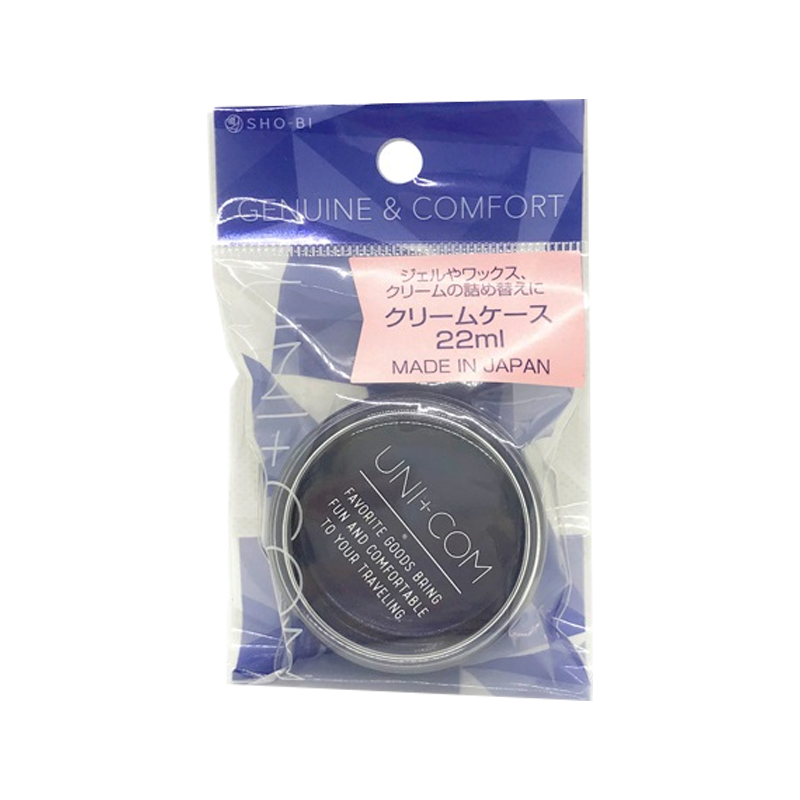 SHO-BI
GENUINE & COMFORT
ジェルやワックス、
クリームの詰め替えに
クリームケース
22ml
MADE IN JAPAN
UNI+COM
UNI+COM
®
FAVORITE GOODS BRING
FUN AND COMFORTABLE
TO YOUR TRAVELING.